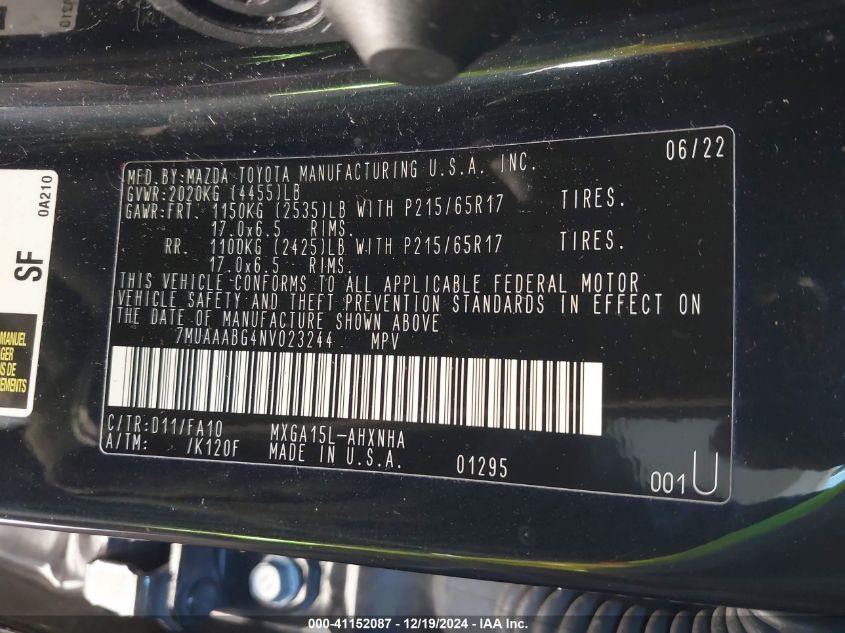 MFD.BY:MAZDA TOYOTA MANUFACTURING U.S.A. INC. 06/22
GVWR:2020KG (4455)LB
GAWR:FRT. 1150KG (2535)LB WITH P215/65R17 TIRES.
17.0x6.5 RIMS.
RR. 1100KG (2425)LB WITH P215/65R17 TIRES.
17.0x6.5 RIMS.
THIS VEHICLE CONFORMS TO ALL APPLICABLE FEDERAL MOTOR
VEHICLE SAFETY AND THEFT PREVENTION STANDARDS IN EFFECT ON
THE DATE OF MANUFACTURE SHOWN ABOVE
7MUAAABG4NV023244 MPV
C/TR:D11/FA10 MXGA15L-AHXNHA
A/TM: /K120F MADE IN U.S.A. 01295 001U
SF
0A210
MANUEL
000-41152087 - 12/19/2024 - IAA Inc.